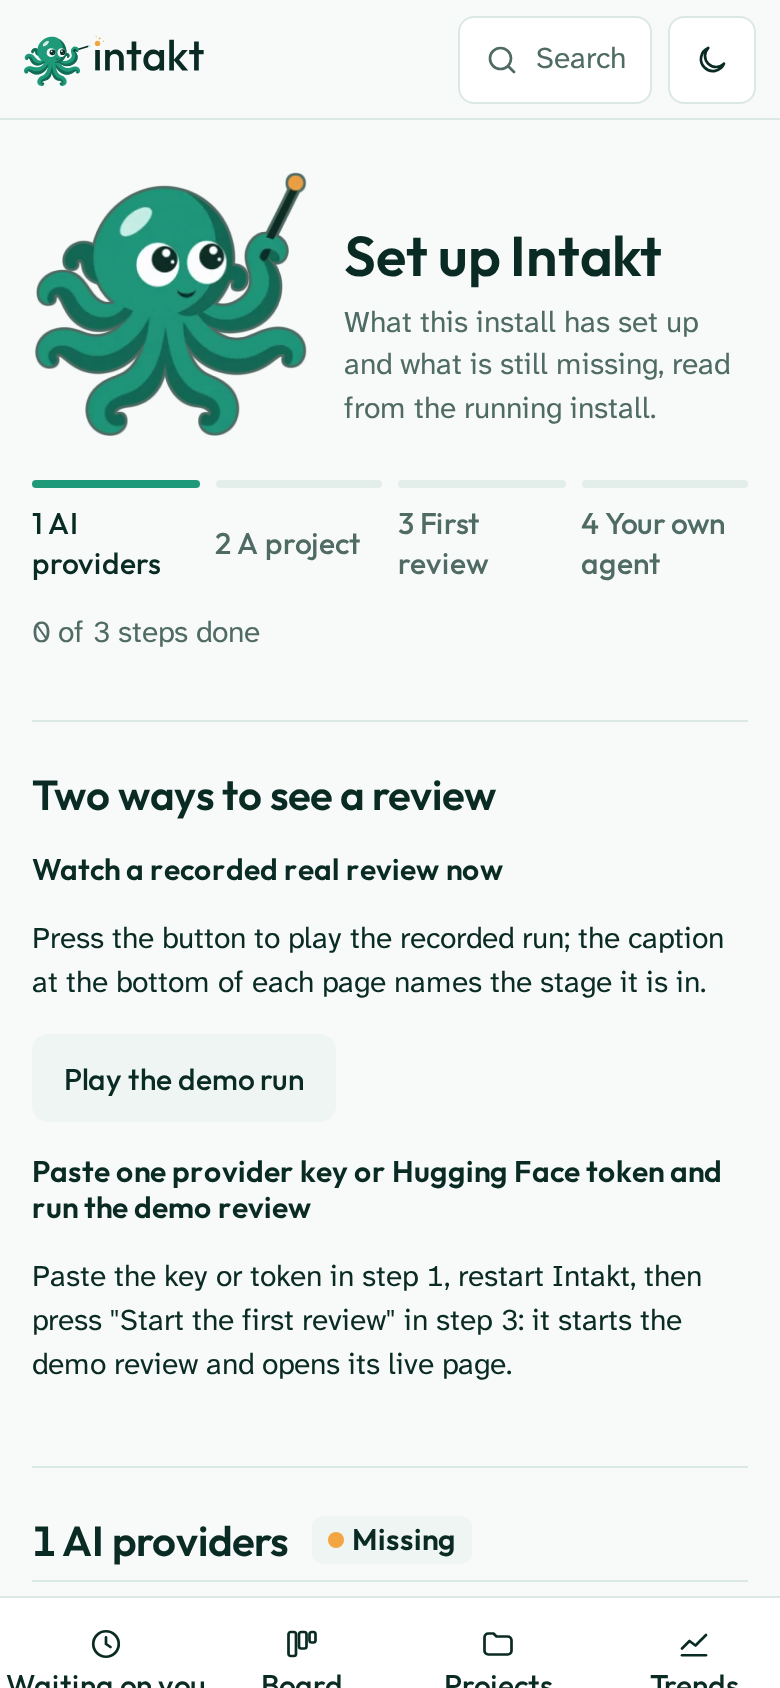 intakt
Search
Set up Intakt
What this install has set up
and what is still missing, read
from the running install.
1 AI
providers
2 A project
3 First
review
4 Your own
agent
0 of 3 steps done
Two ways to see a review
Watch a recorded real review now
Press the button to play the recorded run; the caption
at the bottom of each page names the stage it is in.
Play the demo run
Paste one provider key or Hugging Face token and
run the demo review
Paste the key or token in step 1, restart Intakt, then
press "Start the first review" in step 3: it starts the
demo review and opens its live page.
1 AI providers
Missing
Waiting on you
Board
Projects
Trends